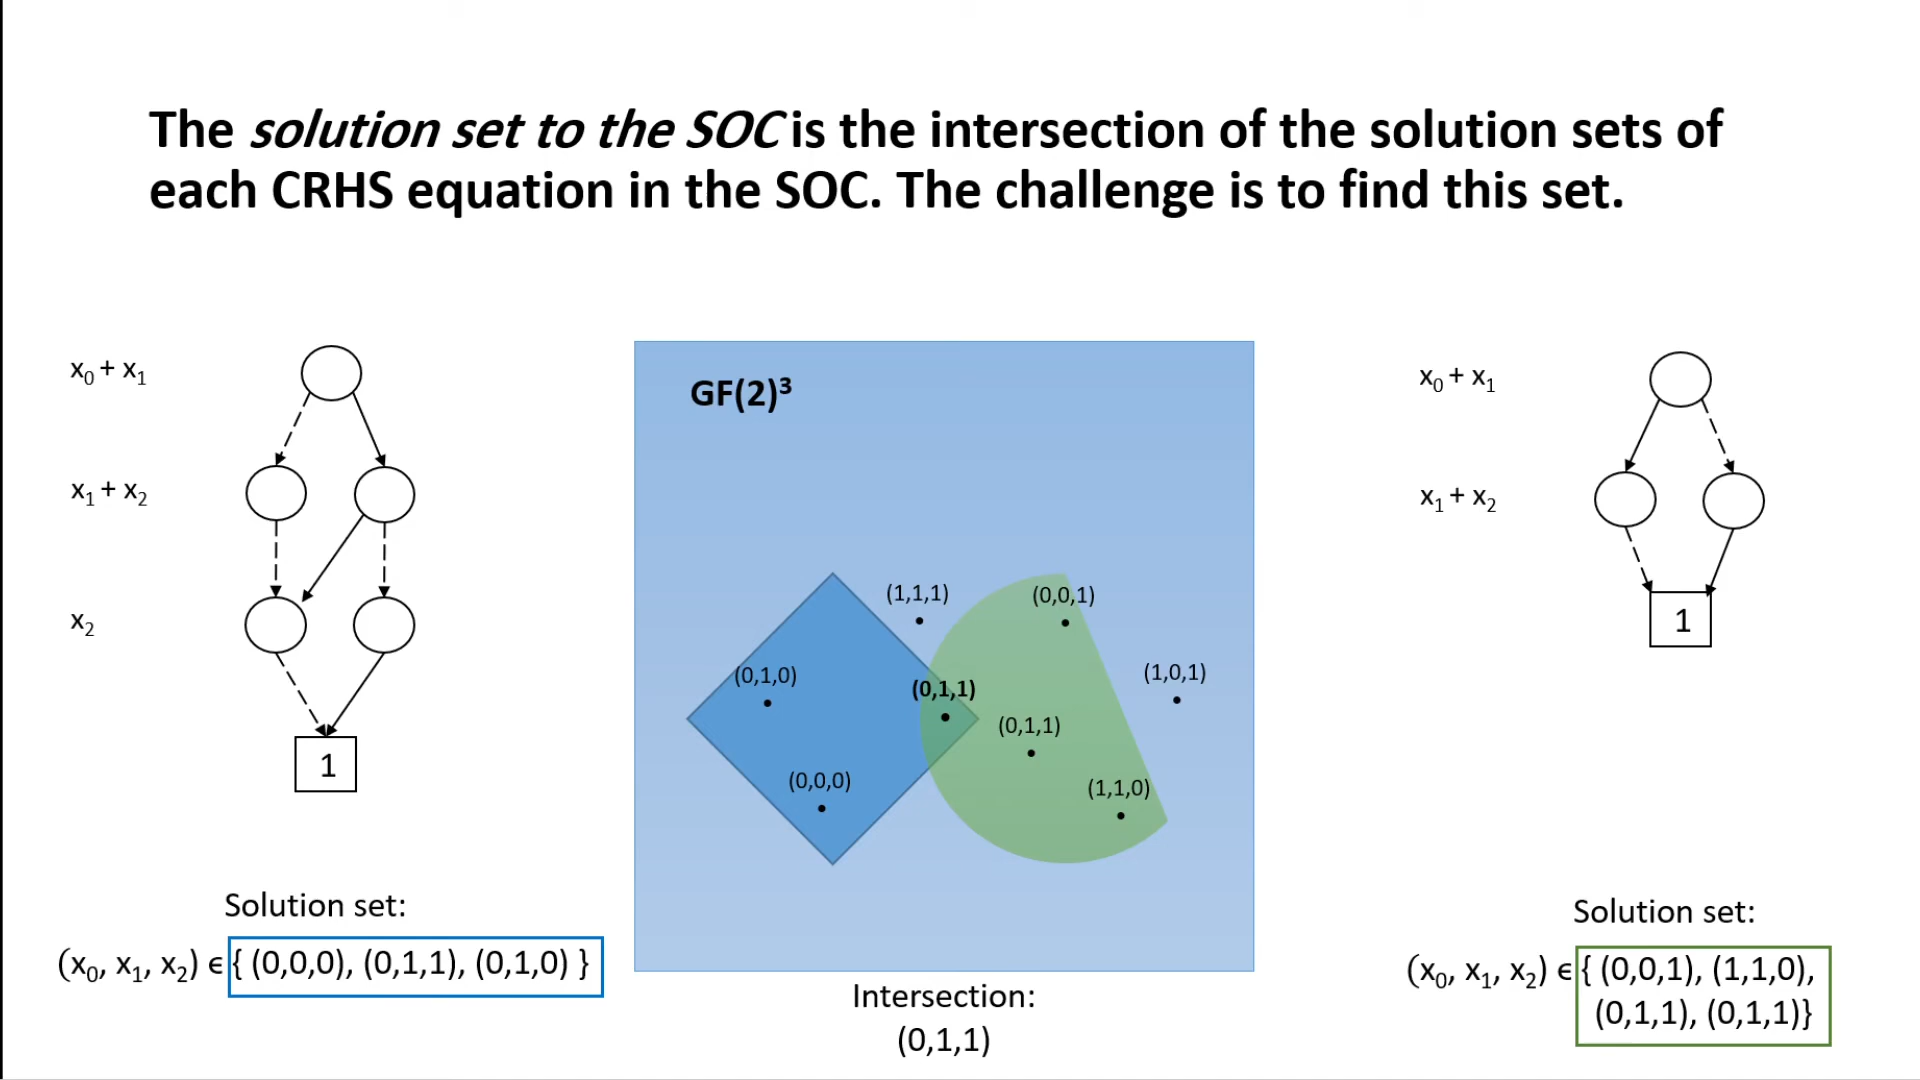 The solution set to the SOC is the intersection of the solution sets of
each CRHS equation in the SOC. The challenge is to find this set.
x₀ + x₁
x₁ + x₂
x₂
1
Solution set:
(x₀, x₁, x₂) ϵ { (0,0,0), (0,1,1), (0,1,0) }
GF(2)³
(1,1,1)
(0,0,1)
(0,1,0)
(0,1,1)
(1,0,1)
(0,1,1)
(0,0,0)
(1,1,0)
Intersection:
(0,1,1)
x₀ + x₁
x₁ + x₂
1
Solution set:
(x₀, x₁, x₂) ϵ { (0,0,1), (1,1,0),
(0,1,1), (0,1,1)}